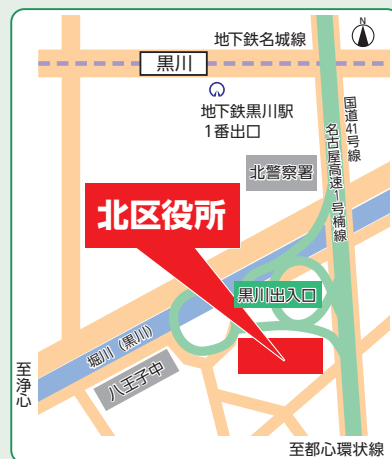 N
地下鉄名城線
黒川
地下鉄黒川駅
1番出口
国道41号線
名古屋高速1号楠線
北警察署
北区役所
黒川出入口
堀川（黒川）
八王子中
至浄心
至都心環状線